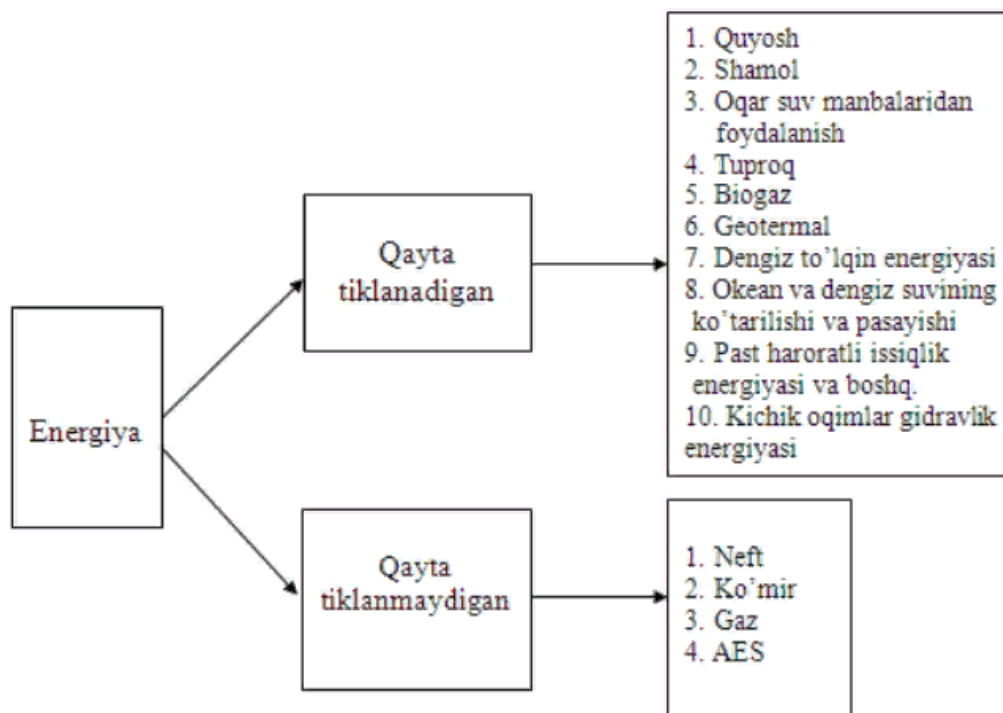 Energiya
Qayta
tiklanadigan
1. Quyosh
2. Shamol
3. Oqar suv manbalaridan
foydalanish
4. Tuproq
5. Biogaz
6. Geotermal
7. Dengiz to’lqin energiyasi
8. Okean va dengiz suvining
ko’tarilishi va pasayishi
9. Past haroratli issiqlik
energiyasi va boshq.
10. Kichik oqimlar gidravlik
energiyasi
Qayta
tiklanmaydigan
1. Neft
2. Ko’mir
3. Gaz
4. AES